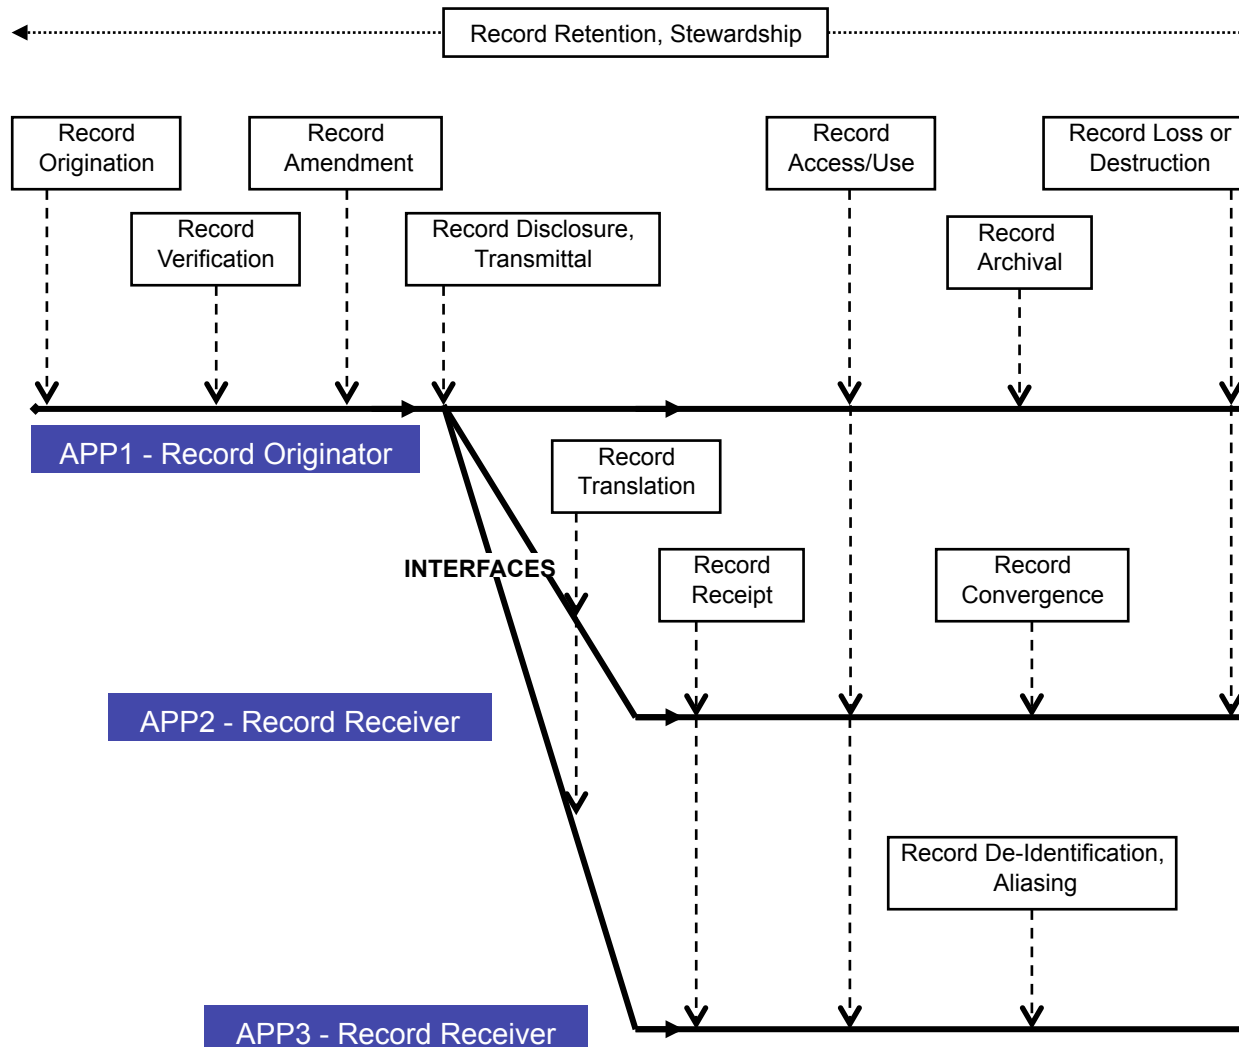 Record Retention, Stewardship
Record
Origination
Record
Amendment
Record
Access/Use
Record Loss or
Destruction
Record
Verification
Record Disclosure,
Transmittal
Record
Archival
APP1 - Record Originator
Record
Translation
INTERFACES
Record
Receipt
Record
Convergence
APP2 - Record Receiver
Record De-Identification,
Aliasing
APP3 - Record Receiver